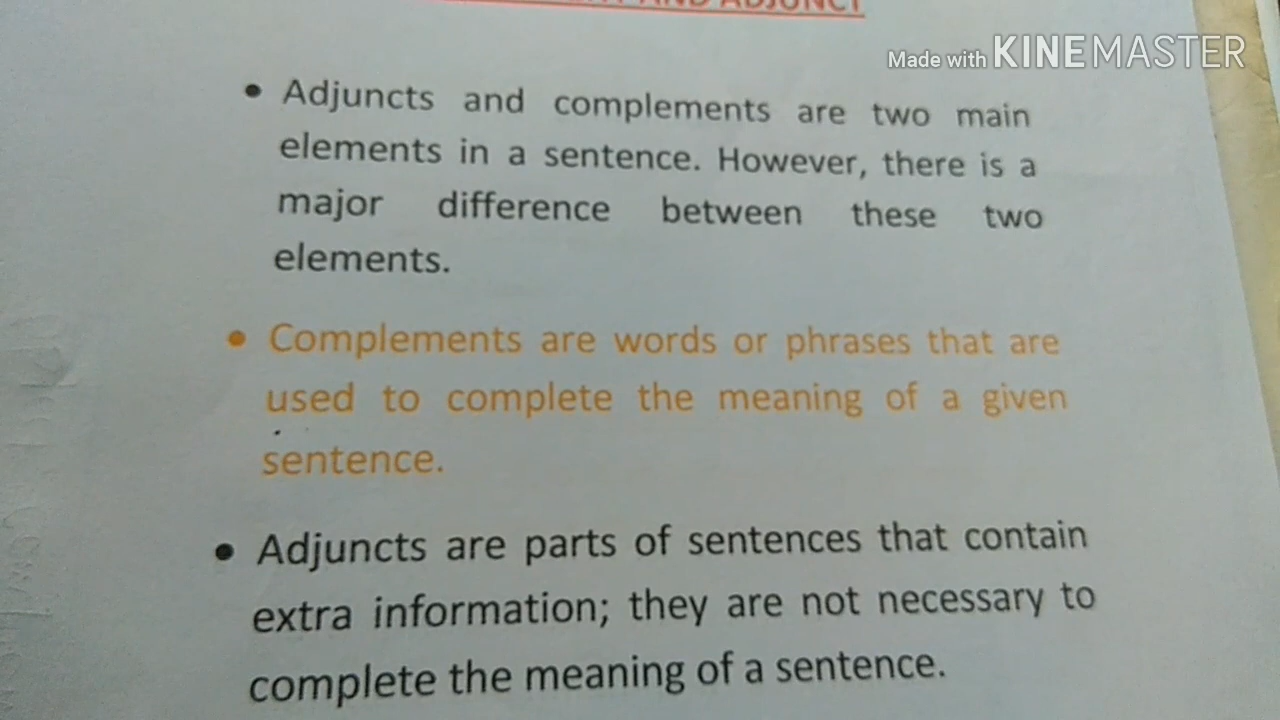 AND ADJUNCT
Made with KINEMASTER
• Adjuncts and complements are two main
elements in a sentence. However, there is a
major difference between these two
elements.
• Complements are words or phrases that are
used to complete the meaning of a given
sentence.
• Adjuncts are parts of sentences that contain
extra information; they are not necessary to
complete the meaning of a sentence.